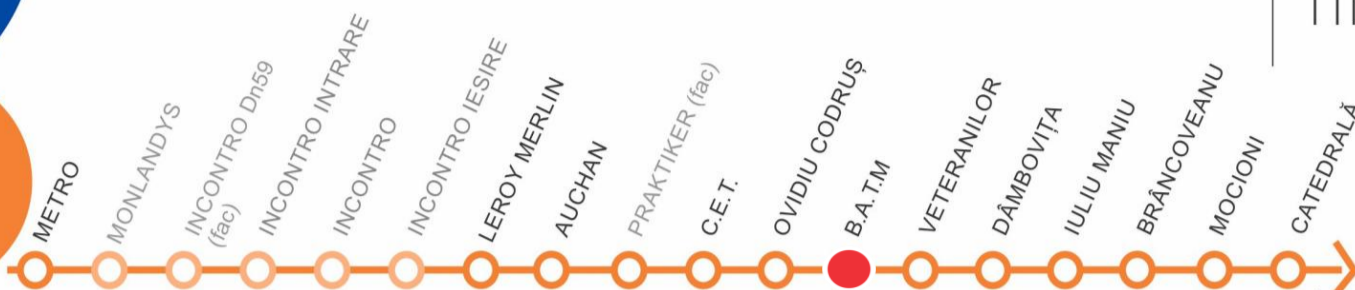 METRO
MONLANDYS
INCONTRO Dn59
(fac)
INCONTRO INTRARE
INCONTRO
INCONTRO IESIRE
LEROY MERLIN
AUCHAN
PRAKTIKER (fac)
C.E.T.
OVIDIU CODRUȘ
B.A.T.M
VETERANILOR
DÂMBOVIȚA
IULIU MANIU
BRÂNCOVEANU
MOCIONI
CATEDRALĂ